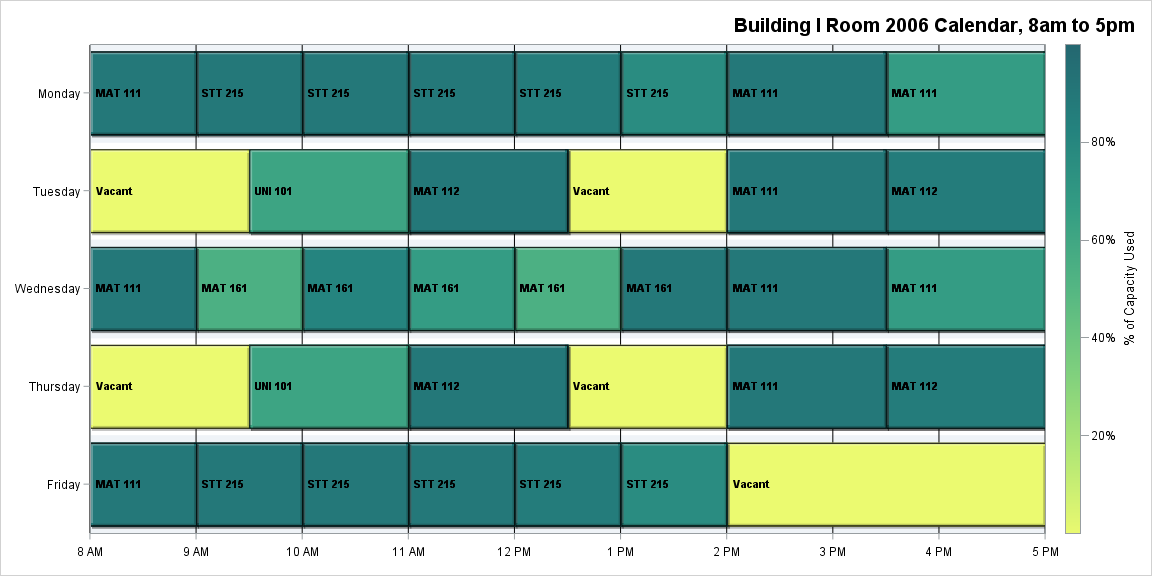 Building I Room 2006 Calendar, 8am to 5pm
Monday
MAT 111
STT 215
STT 215
STT 215
STT 215
STT 215
MAT 111
MAT 111
Tuesday
Vacant
UNI 101
MAT 112
Vacant
MAT 111
MAT 112
Wednesday
MAT 111
MAT 161
MAT 161
MAT 161
MAT 161
MAT 161
MAT 111
MAT 111
Thursday
Vacant
UNI 101
MAT 112
Vacant
MAT 111
MAT 112
Friday
MAT 111
STT 215
STT 215
STT 215
STT 215
STT 215
Vacant
8 AM
9 AM
10 AM
11 AM
12 PM
1 PM
2 PM
3 PM
4 PM
5 PM
80%
60%
40%
20%
% of Capacity Used